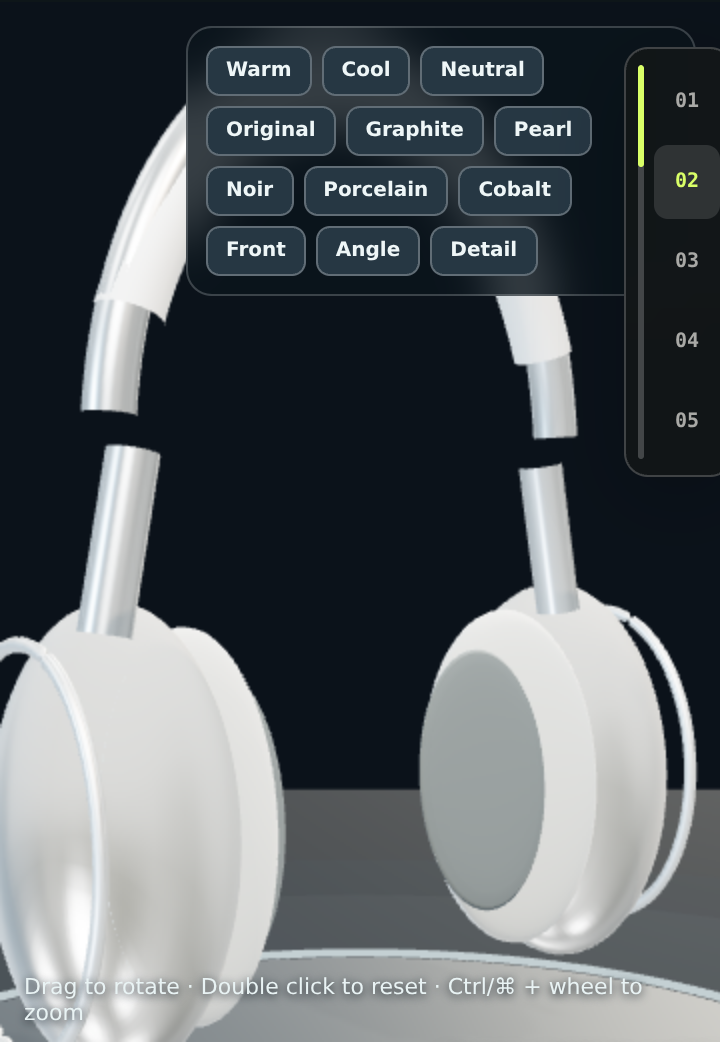 Warm Cool Neutral
Original Graphite Pearl
Noir Porcelain Cobalt
Front Angle Detail
01
02
03
04
05
Drag to rotate · Double click to reset · Ctrl/⌘ + wheel to
zoom